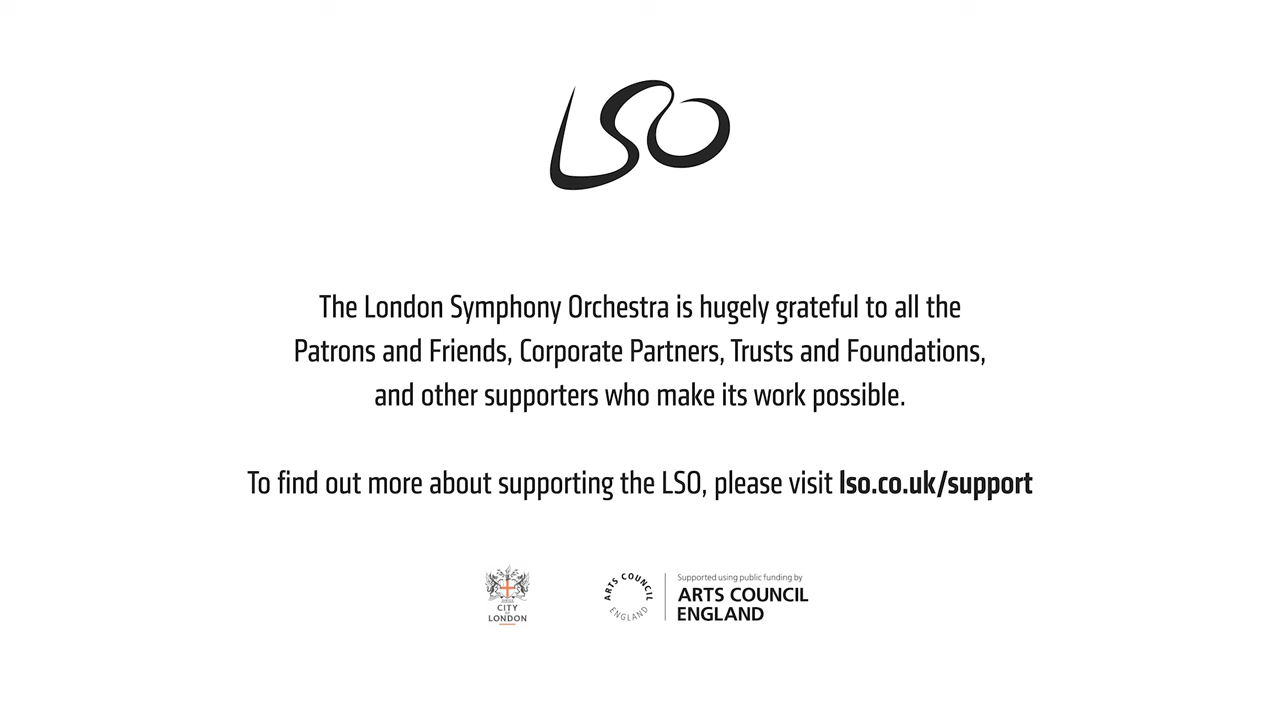 LSO
The London Symphony Orchestra is hugely grateful to all the
Patrons and Friends, Corporate Partners, Trusts and Foundations,
and other supporters who make its work possible.
To find out more about supporting the LSO, please visit lso.co.uk/support
CITY
OF
LONDON
ARTS COUNCIL
ENGLAND
Supported using public funding by
ARTS COUNCIL
ENGLAND